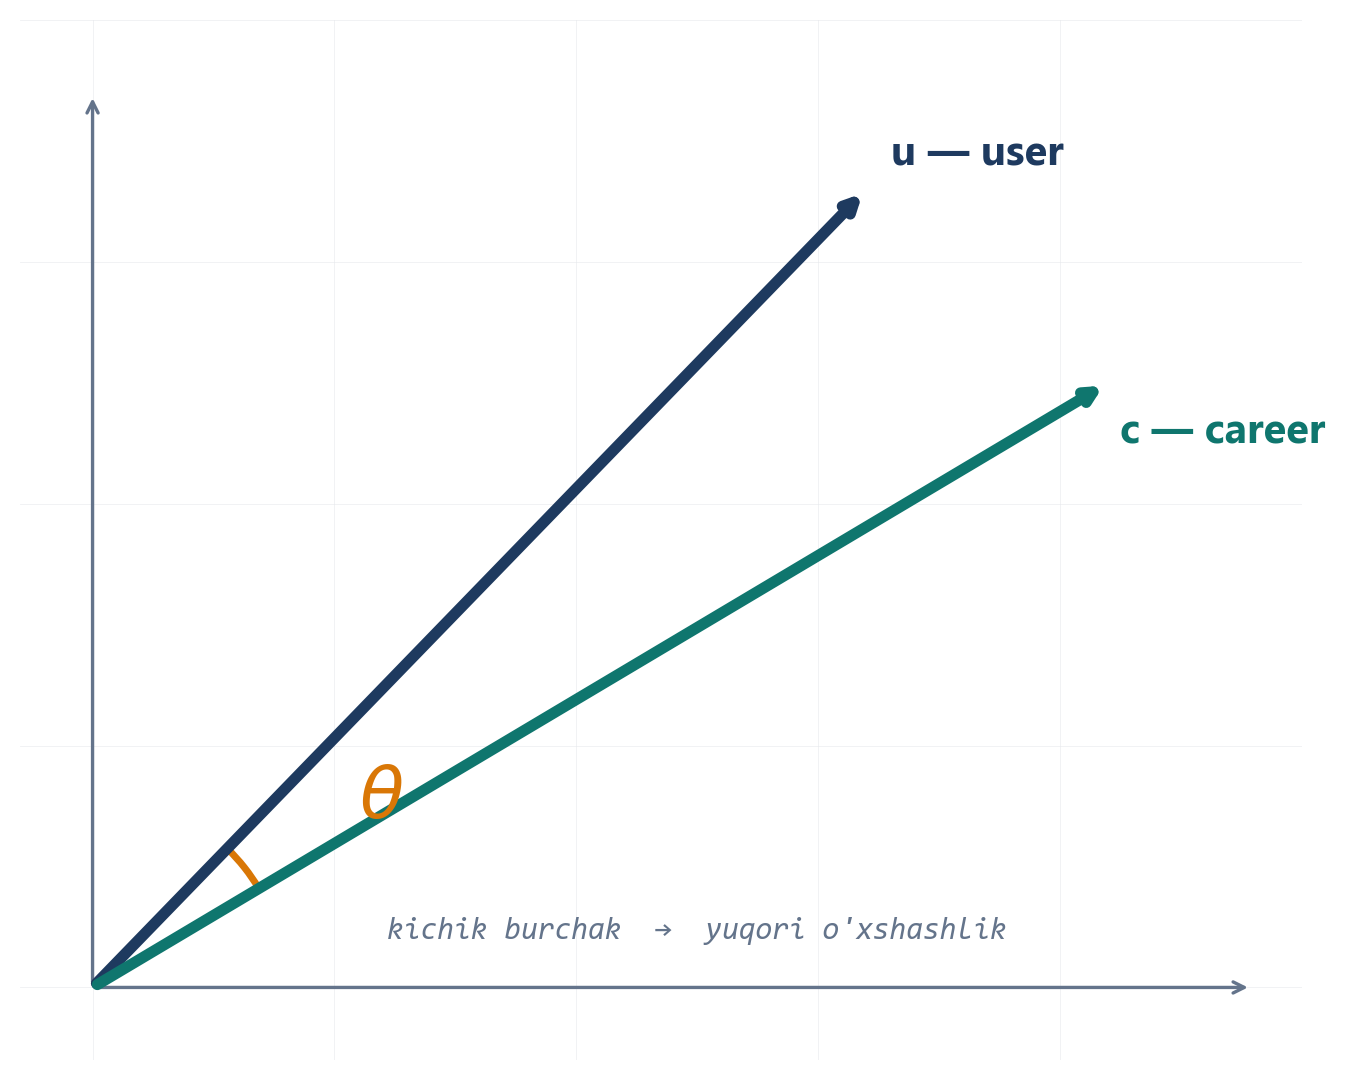 u — user
c — career
θ
kichik burchak → yuqori o'xshashlik